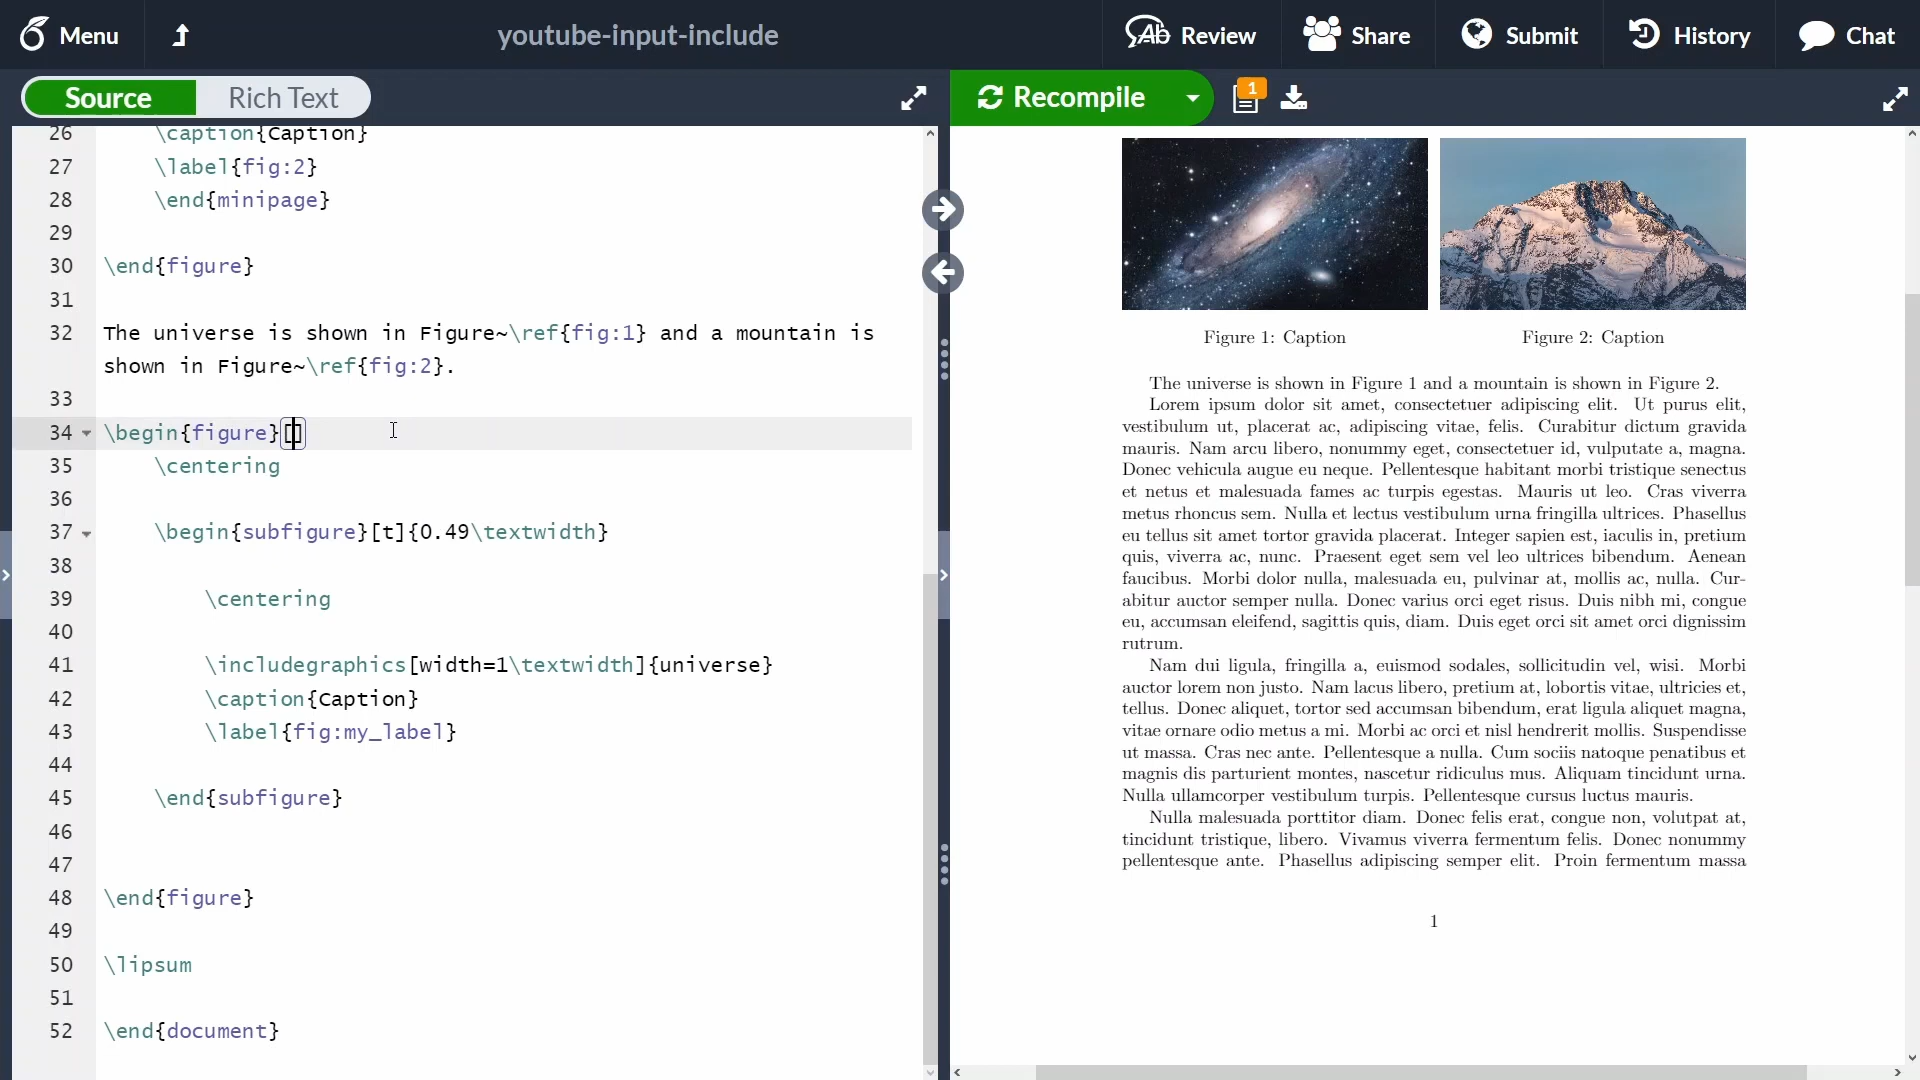 Menu
youtube-input-include
Review
Share
Submit
History
Chat
Source
Rich Text
Recompile
1
26 \caption{Caption}
27 \label{fig:2}
28 \end{minipage}
29
30 \end{figure}
31
32 The universe is shown in Figure~\ref{fig:1} and a mountain is
shown in Figure~\ref{fig:2}.
33
34 \begin{figure}[]
35 \centering
36
37 \begin{subfigure}[t]{0.49\textwidth}
38
39 \centering
40
41 \includegraphics[width=1\textwidth]{universe}
42 \caption{Caption}
43 \label{fig:my_label}
44
45 \end{subfigure}
46
47
48 \end{figure}
49
50 \lipsum
51
52 \end{document}
Figure 1: Caption
Figure 2: Caption
The universe is shown in Figure 1 and a mountain is shown in Figure 2.
Lorem ipsum dolor sit amet, consectetuer adipiscing elit. Ut purus elit,
vestibulum ut, placerat ac, adipiscing vitae, felis. Curabitur dictum gravida
mauris. Nam arcu libero, nonummy eget, consectetuer id, vulputate a, magna.
Donec vehicula augue eu neque. Pellentesque habitant morbi tristique senectus
et netus et malesuada fames ac turpis egestas. Mauris ut leo. Cras viverra
metus rhoncus sem. Nulla et lectus vestibulum urna fringilla ultrices. Phasellus
eu tellus sit amet tortor gravida placerat. Integer sapien est, iaculis in, pretium
quis, viverra ac, nunc. Praesent eget sem vel leo ultrices bibendum. Aenean
faucibus. Morbi dolor nulla, malesuada eu, pulvinar at, mollis ac, nulla. Cur-
abitur auctor semper nulla. Donec varius orci eget risus. Duis nibh mi, congue
eu, accumsan eleifend, sagittis quis, diam. Duis eget orci sit amet orci dignissim
rutrum.
Nam dui ligula, fringilla a, euismod sodales, sollicitudin vel, wisi. Morbi
auctor lorem non justo. Nam lacus libero, pretium at, lobortis vitae, ultricies et,
tellus. Donec aliquet, tortor sed accumsan bibendum, erat ligula aliquet magna,
vitae ornare odio metus a mi. Morbi ac orci et nisl hendrerit mollis. Suspendisse
ut massa. Cras nec ante. Pellentesque a nulla. Cum sociis natoque penatibus et
magnis dis parturient montes, nascetur ridiculus mus. Aliquam tincidunt urna.
Nulla ullamcorper vestibulum turpis. Pellentesque cursus luctus mauris.
Nulla malesuada porttitor diam. Donec felis erat, congue non, volutpat at,
tincidunt tristique, libero. Vivamus viverra fermentum felis. Donec nonummy
pellentesque ante. Phasellus adipiscing semper elit. Proin fermentum massa
1